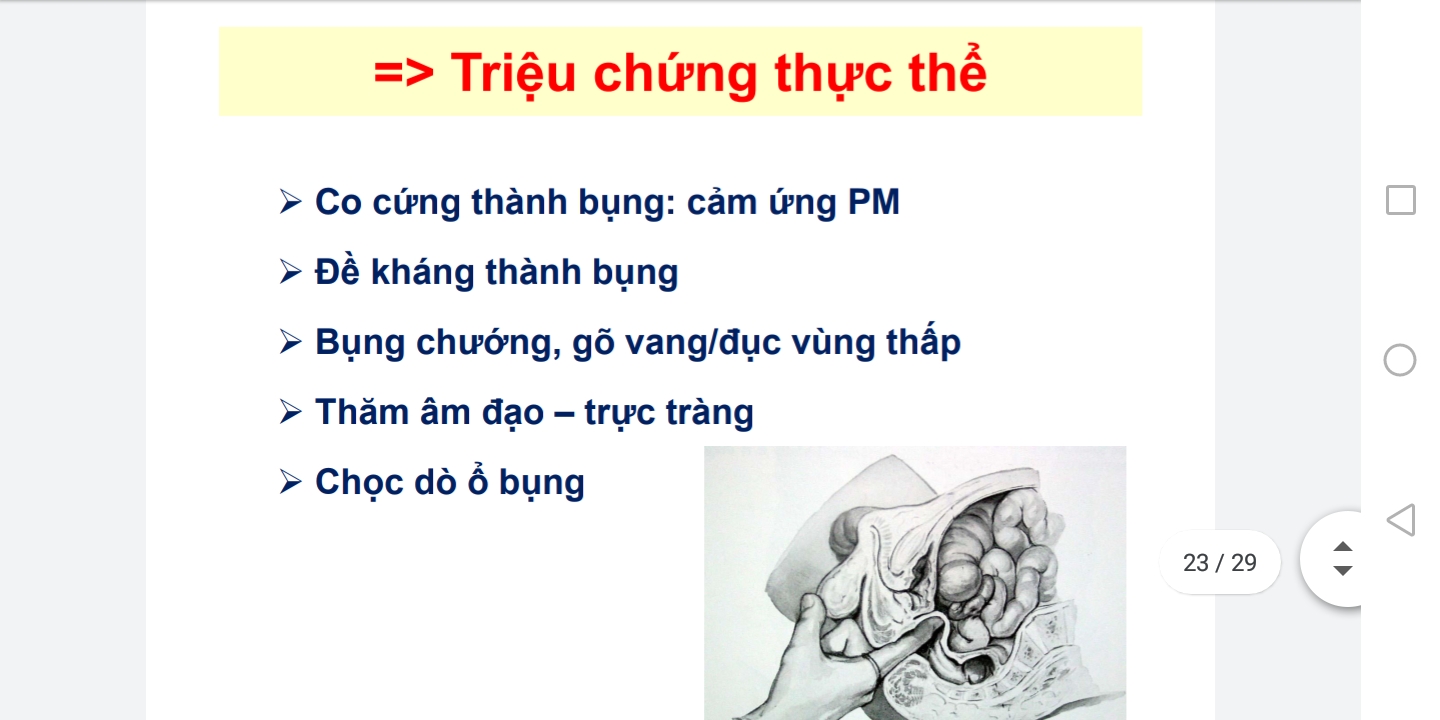 => Triệu chứng thực thể
➢ Co cứng thành bụng: cảm ứng PM
➢ Đề kháng thành bụng
➢ Bụng chướng, gõ vang/đục vùng thấp
➢ Thăm âm đạo – trực tràng
➢ Chọc dò ổ bụng
23 / 29